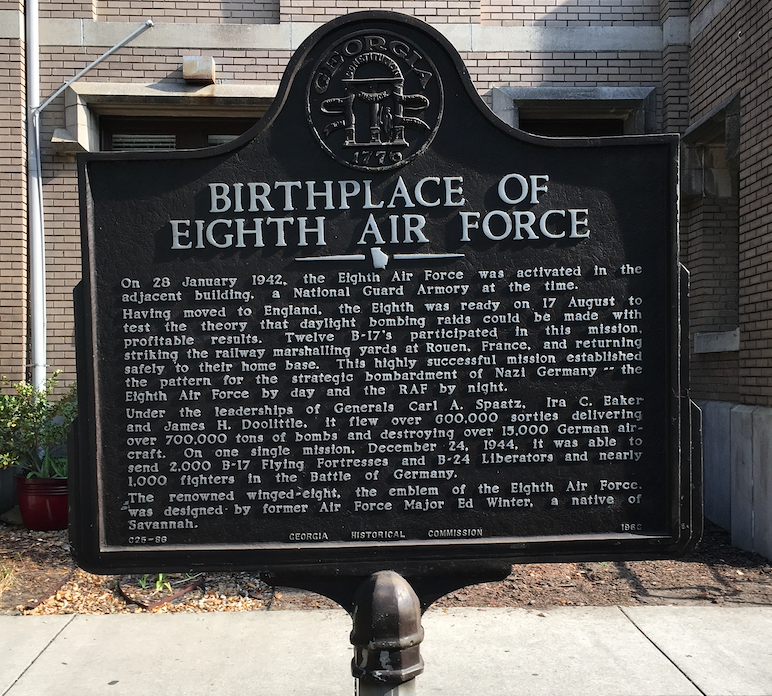 GEORGIA
CONSTITUTION
1776
BIRTHPLACE OF
EIGHTH AIR FORCE
On 28 January 1942, the Eighth Air Force was activated in the
adjacent building, a National Guard Armory at the time.
Having moved to England, the Eighth was ready on 17 August to
test the theory that daylight bombing raids could be made with
profitable results. Twelve B-17's participated in this mission,
striking the railway marshalling yards at Rouen, France, and returning
safely to their home base. This highly successful mission established
the pattern for the strategic bombardment of Nazi Germany -- the
Eighth Air Force by day and the RAF by night.
Under the leaderships of Generals Carl A. Spaatz, Ira C. Eaker
and James H. Doolittle, it flew over 600,000 sorties delivering
over 700,000 tons of bombs and destroying over 15,000 German air-
craft. On one single mission, December 24, 1944, it was able to
send 2,000 B-17 Flying Fortresses and B-24 Liberators and nearly
1,000 fighters in the Battle of Germany.
The renowned winged-eight, the emblem of the Eighth Air Force,
was designed by former Air Force Major Ed Winter, a native of
Savannah.
025-86 GEORGIA HISTORICAL COMMISSION 196C